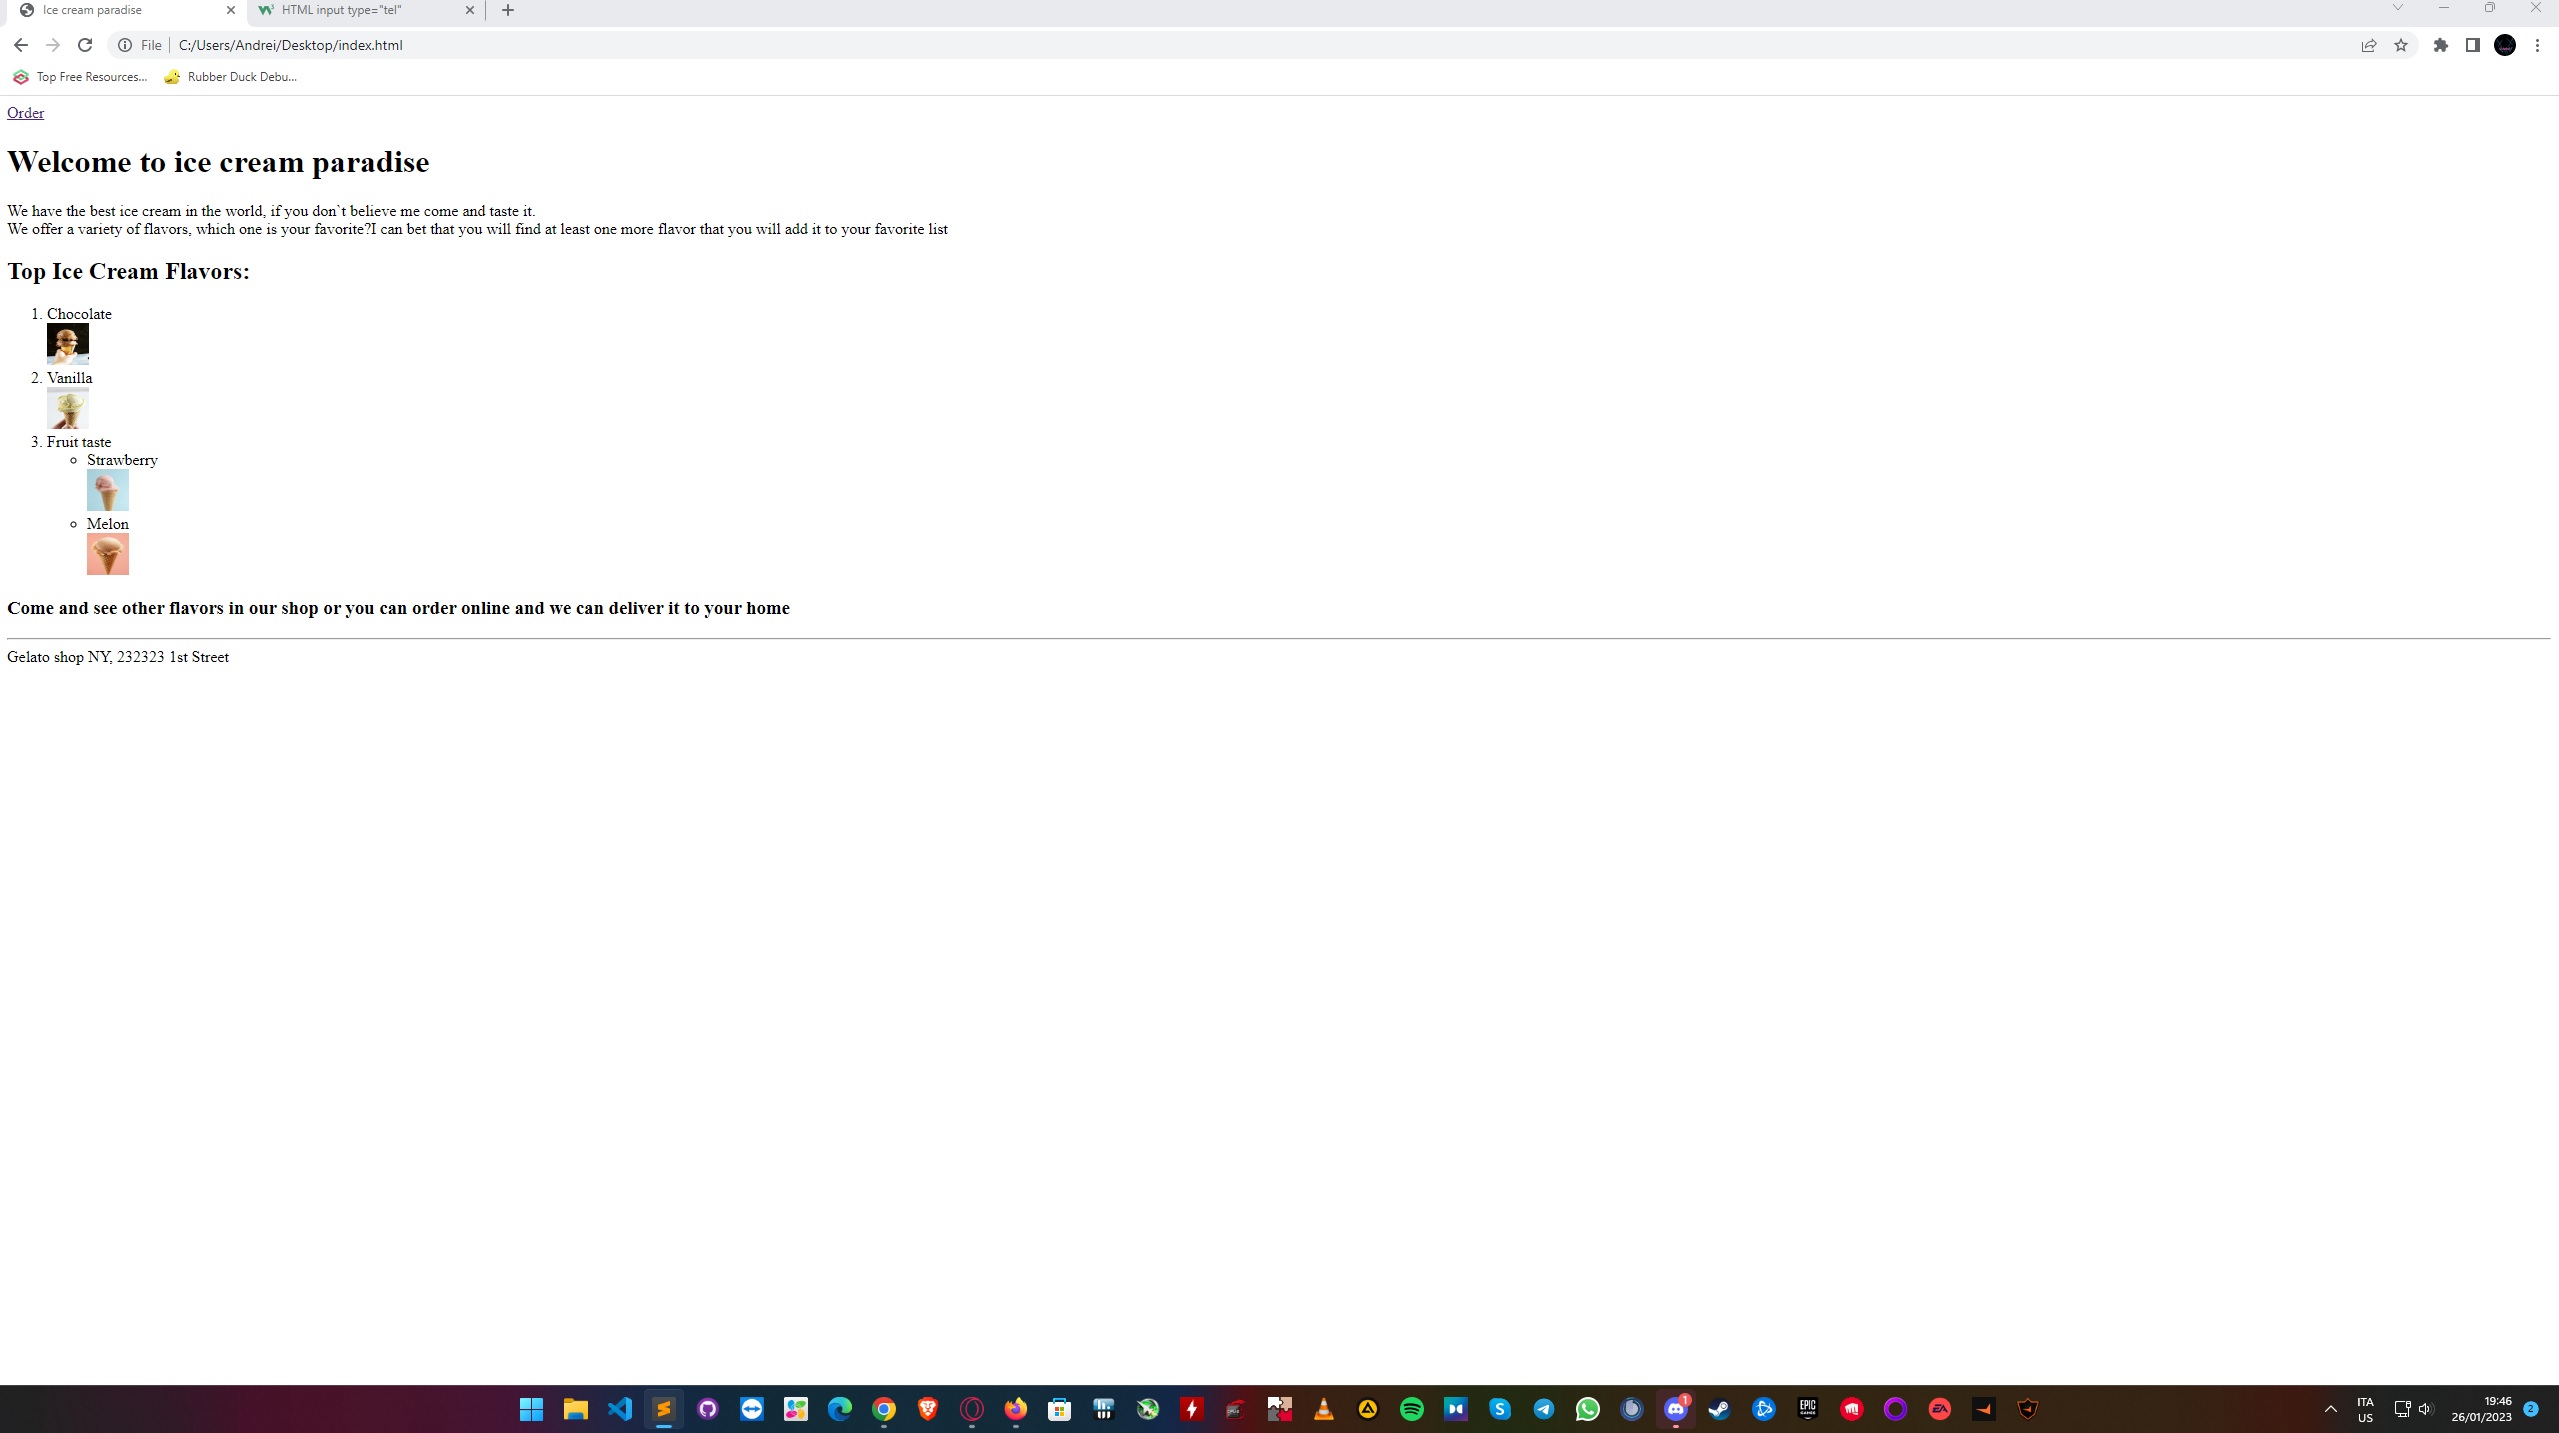 Ice cream paradise
HTML input type="tel"
File
C:/Users/Andrei/Desktop/index.html
Top Free Resources...
Rubber Duck Debu...
Order
Welcome to ice cream paradise
We have the best ice cream in the world, if you don`t believe me come and taste it.
We offer a variety of flavors, which one is your favorite?I can bet that you will find at least one more flavor that you will add it to your favorite list
Top Ice Cream Flavors:
1. Chocolate
2. Vanilla
3. Fruit taste
Strawberry
Melon
Come and see other flavors in our shop or you can order online and we can deliver it to your home
Gelato shop NY, 232323 1st Street
1
EPIC
GAMES
EA
ITA
US
19:46
26/01/2023
2